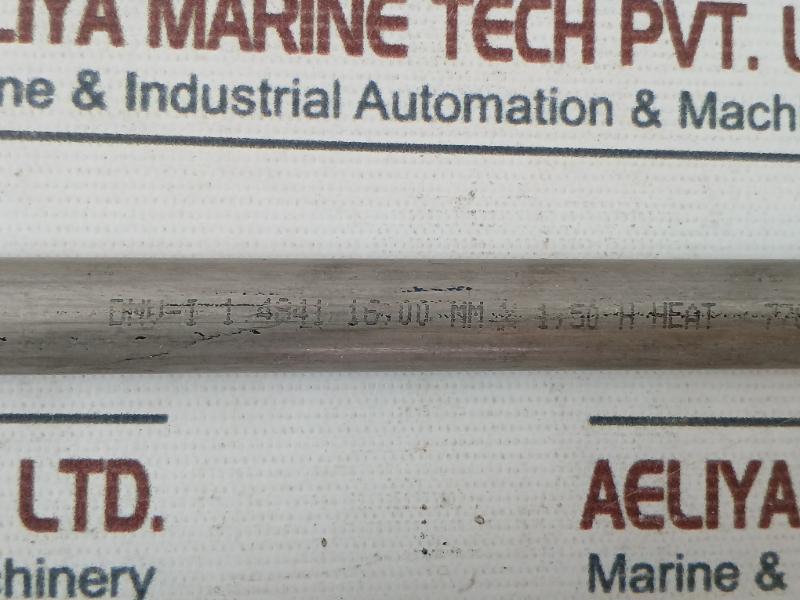 LIYA MARINE TECH PVT.
ne & Industrial Automation & Mach
1.4841 16.00 MM X 1,50 HEAT
LTD.
AELIYA
chinery
Marine &